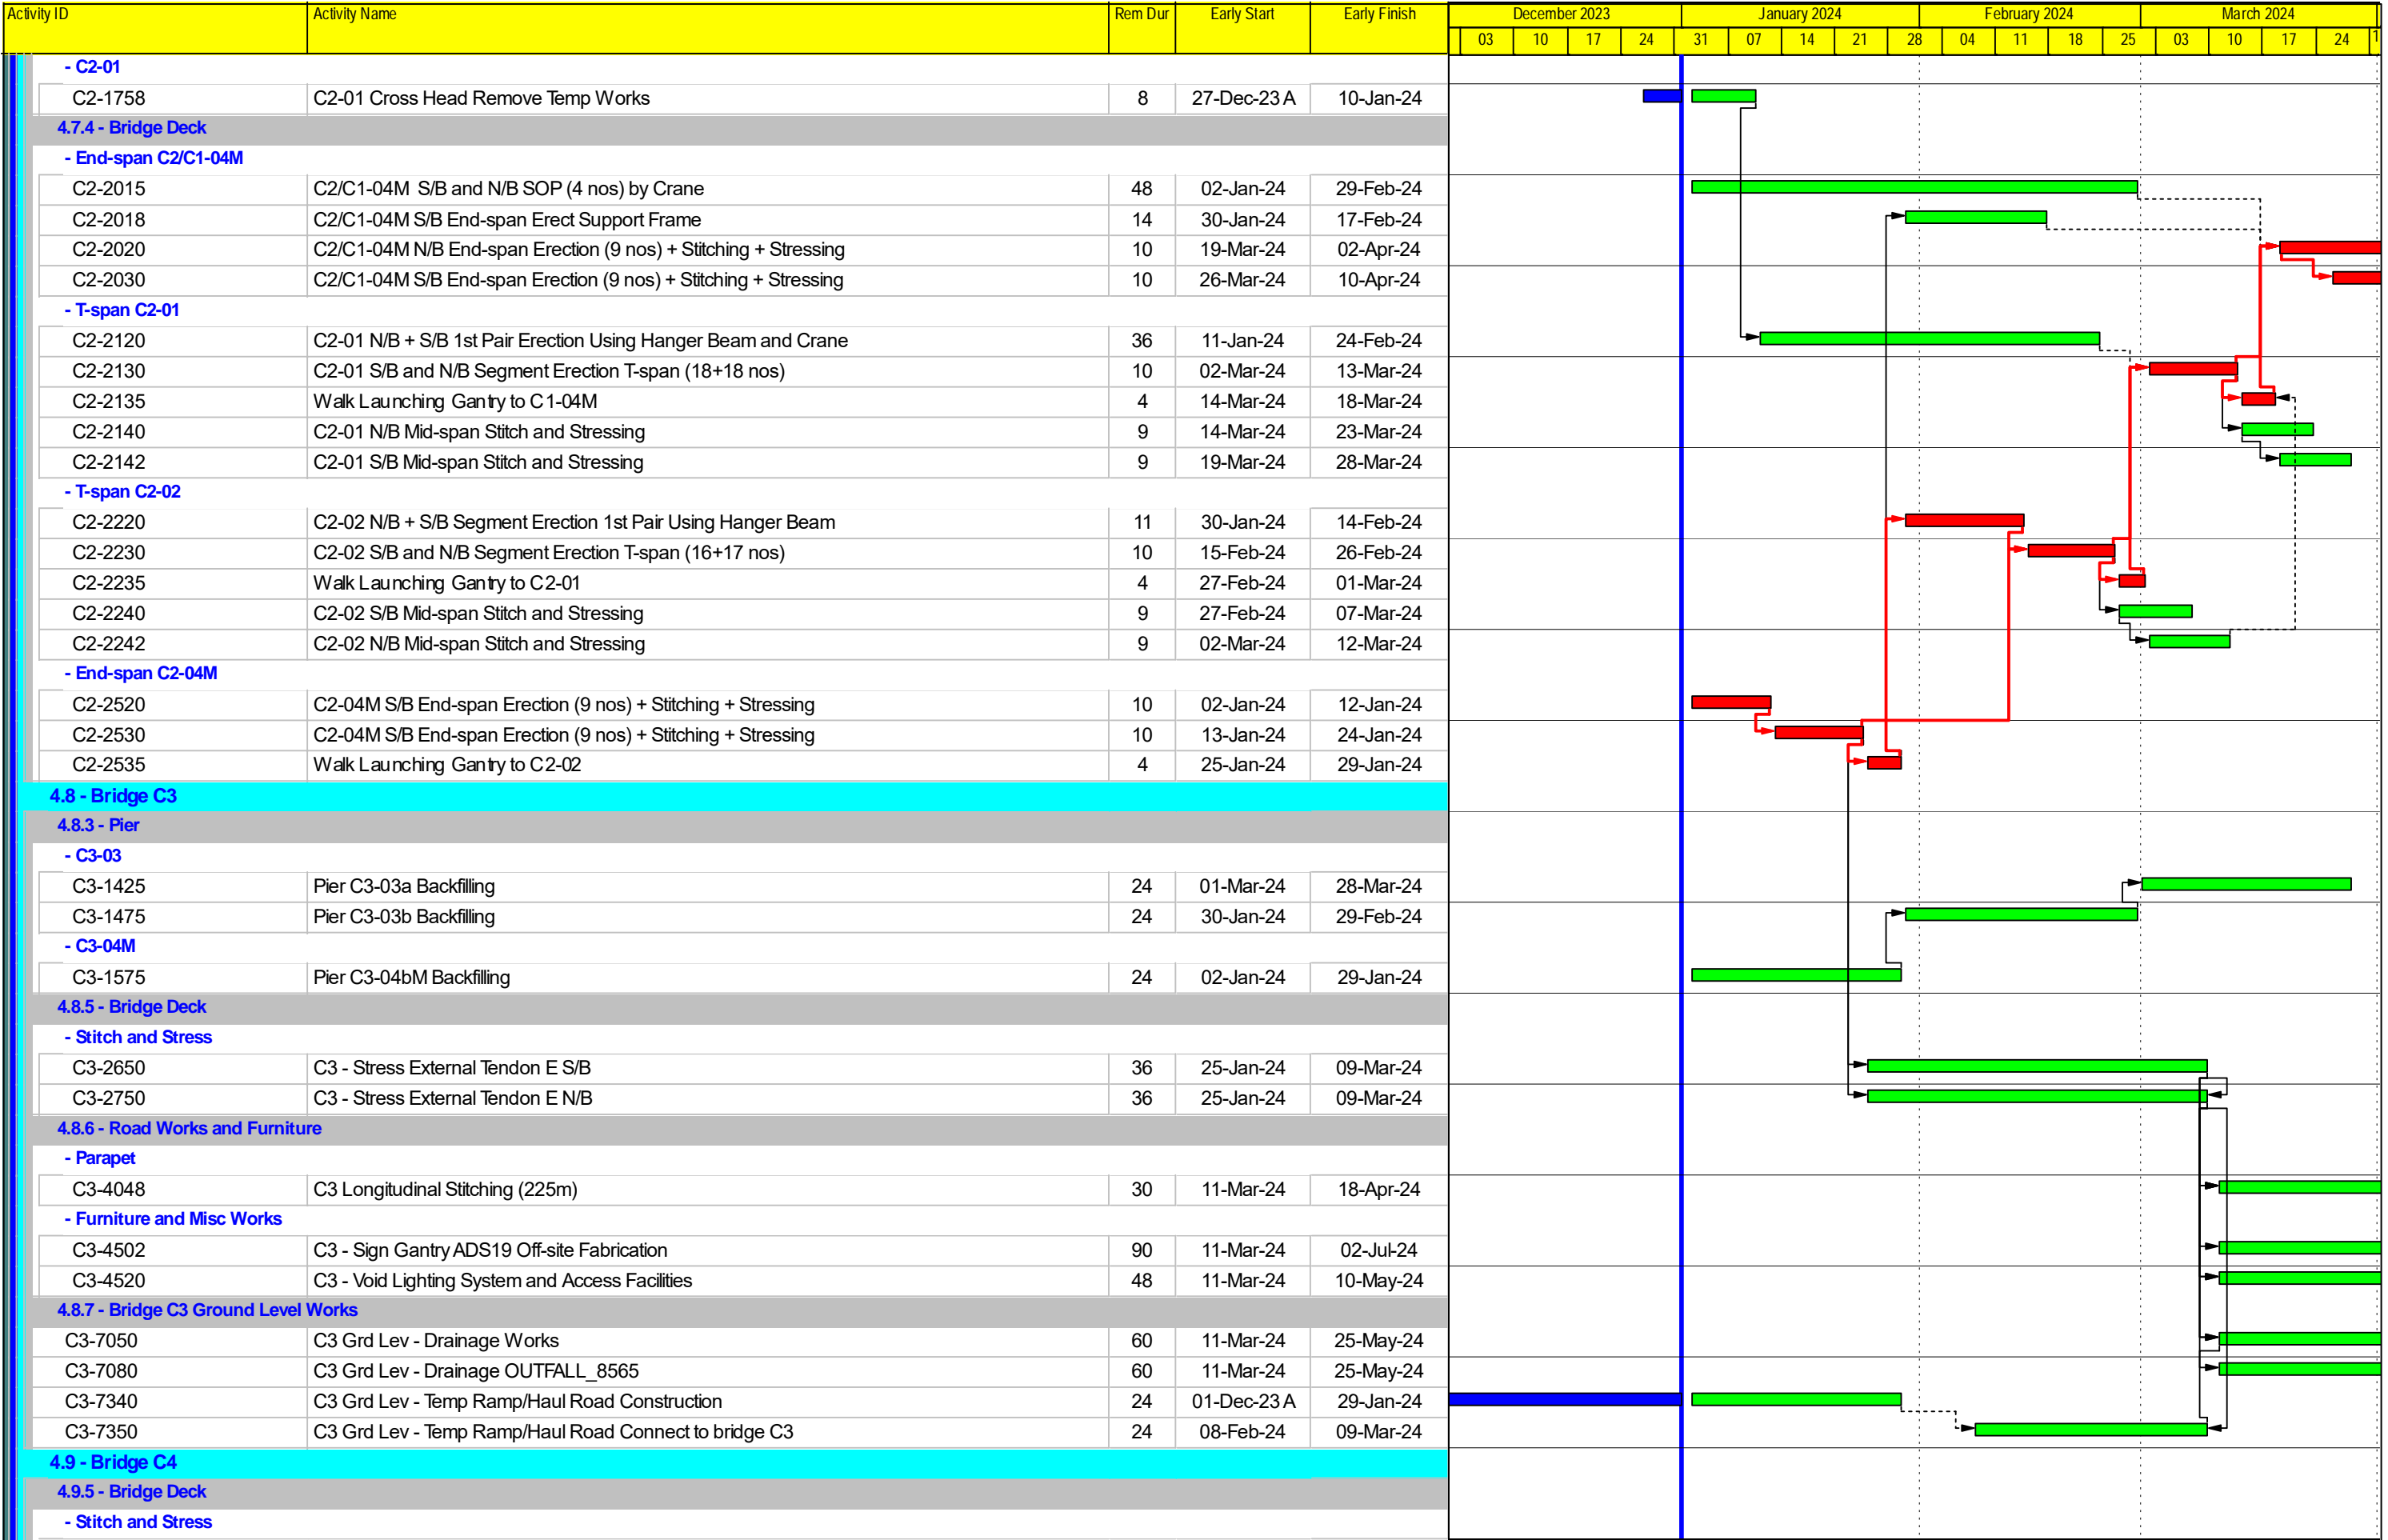 Activity ID Activity Name Rem Dur Early Start Early Finish December 2023 January 2024 February 2024 March 2024
03 10 17 24 31 07 14 21 28 04 11 18 25 03 10 17 24 1
- C2-01
C2-1758 C2-01 Cross Head Remove Temp Works 8 27-Dec-23 A 10-Jan-24
4.7.4 - Bridge Deck
- End-span C2/C1-04M
C2-2015 C2/C1-04M S/B and N/B SOP (4 nos) by Crane 48 02-Jan-24 29-Feb-24
C2-2018 C2/C1-04M S/B End-span Erect Support Frame 14 30-Jan-24 17-Feb-24
C2-2020 C2/C1-04M N/B End-span Erection (9 nos) + Stitching + Stressing 10 19-Mar-24 02-Apr-24
C2-2030 C2/C1-04M S/B End-span Erection (9 nos) + Stitching + Stressing 10 26-Mar-24 10-Apr-24
- T-span C2-01
C2-2120 C2-01 N/B + S/B 1st Pair Erection Using Hanger Beam and Crane 36 11-Jan-24 24-Feb-24
C2-2130 C2-01 S/B and N/B Segment Erection T-span (18+18 nos) 10 02-Mar-24 13-Mar-24
C2-2135 Walk Launching Gantry to C1-04M 4 14-Mar-24 18-Mar-24
C2-2140 C2-01 N/B Mid-span Stitch and Stressing 9 14-Mar-24 23-Mar-24
C2-2142 C2-01 S/B Mid-span Stitch and Stressing 9 19-Mar-24 28-Mar-24
- T-span C2-02
C2-2220 C2-02 N/B + S/B Segment Erection 1st Pair Using Hanger Beam 11 30-Jan-24 14-Feb-24
C2-2230 C2-02 S/B and N/B Segment Erection T-span (16+17 nos) 10 15-Feb-24 26-Feb-24
C2-2235 Walk Launching Gantry to C2-01 4 27-Feb-24 01-Mar-24
C2-2240 C2-02 S/B Mid-span Stitch and Stressing 9 27-Feb-24 07-Mar-24
C2-2242 C2-02 N/B Mid-span Stitch and Stressing 9 02-Mar-24 12-Mar-24
- End-span C2-04M
C2-2520 C2-04M S/B End-span Erection (9 nos) + Stitching + Stressing 10 02-Jan-24 12-Jan-24
C2-2530 C2-04M S/B End-span Erection (9 nos) + Stitching + Stressing 10 13-Jan-24 24-Jan-24
C2-2535 Walk Launching Gantry to C2-02 4 25-Jan-24 29-Jan-24
4.8 - Bridge C3
4.8.3 - Pier
- C3-03
C3-1425 Pier C3-03a Backfilling 24 01-Mar-24 28-Mar-24
C3-1475 Pier C3-03b Backfilling 24 30-Jan-24 29-Feb-24
- C3-04M
C3-1575 Pier C3-04bM Backfilling 24 02-Jan-24 29-Jan-24
4.8.5 - Bridge Deck
- Stitch and Stress
C3-2650 C3 - Stress External Tendon E S/B 36 25-Jan-24 09-Mar-24
C3-2750 C3 - Stress External Tendon E N/B 36 25-Jan-24 09-Mar-24
4.8.6 - Road Works and Furniture
- Parapet
C3-4048 C3 Longitudinal Stitching (225m) 30 11-Mar-24 18-Apr-24
- Furniture and Misc Works
C3-4502 C3 - Sign Gantry ADS19 Off-site Fabrication 90 11-Mar-24 02-Jul-24
C3-4520 C3 - Void Lighting System and Access Facilities 48 11-Mar-24 10-May-24
4.8.7 - Bridge C3 Ground Level Works
C3-7050 C3 Grd Lev - Drainage Works 60 11-Mar-24 25-May-24
C3-7080 C3 Grd Lev - Drainage OUTFALL_8565 60 11-Mar-24 25-May-24
C3-7340 C3 Grd Lev - Temp Ramp/Haul Road Construction 24 01-Dec-23 A 29-Jan-24
C3-7350 C3 Grd Lev - Temp Ramp/Haul Road Connect to bridge C3 24 08-Feb-24 09-Mar-24
4.9 - Bridge C4
4.9.5 - Bridge Deck
- Stitch and Stress